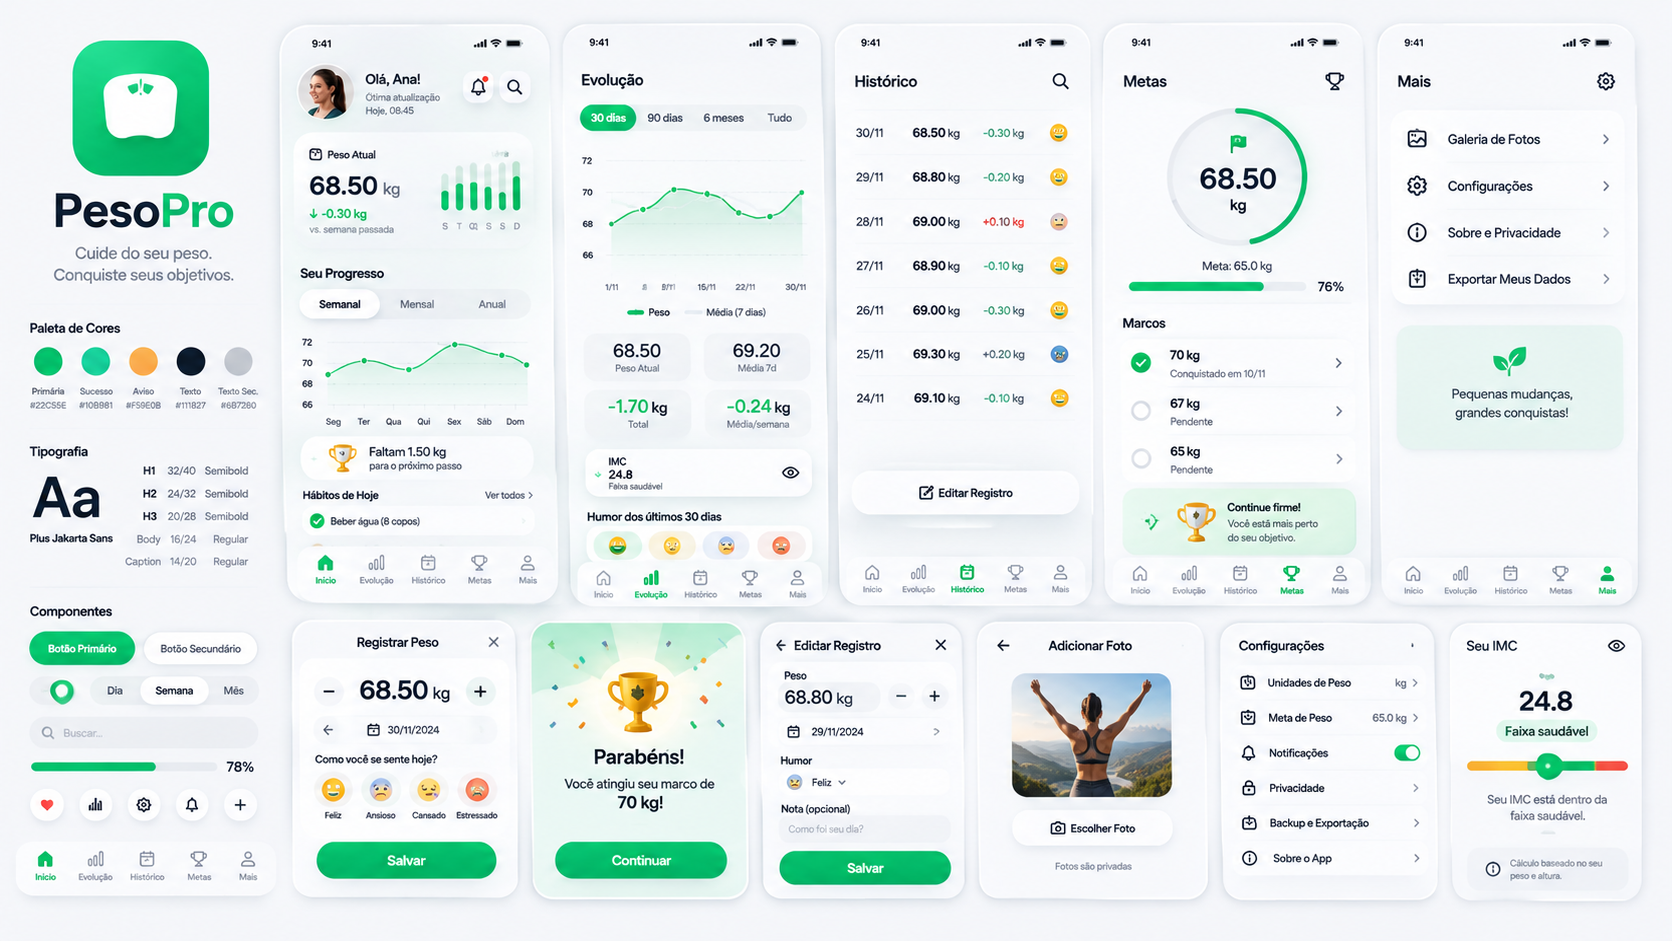 PesoPro
Cuide do seu peso.
Conquiste seus objetivos.
Paleta de Cores
Primária
Sucesso
Aviso
Texto
Texto Sec.
#22C55E
#10B981
#F59E0B
#111827
#6B7280
Tipografia
Aa
Plus Jakarta Sans
H1 32/40 Semibold
H2 24/32 Semibold
H3 20/28 Semibold
Body 16/24 Regular
Caption 14/20 Regular
Componentes
Botão Primário
Botão Secundário
Dia
Semana
Mês
Buscar...
78%
Início
Evolução
Histórico
Metas
Mais
9:41
Olá, Ana!
Ótima atualização
Hoje, 08:45
Peso Atual
68.50 kg
↓ -0.30 kg
vs. semana passada
S T S S D
Seu Progresso
Semanal
Mensal
Anual
72
70
68
66
Seg Ter Qua Qui Sex Sáb Dom
Faltam 1.50 kg
para o próximo passo
Hábitos de Hoje
Ver todos
Beber água (8 copos)
Início
Evolução
Histórico
Metas
Mais
9:41
Evolução
30 dias
90 dias
6 meses
Tudo
72
70
68
66
1/11 15/11 22/11 30/11
Peso
Média (7 dias)
68.50
Peso Atual
69.20
Média 7d
-1.70 kg
Total
-0.24 kg
Média/semana
IMC
24.8
Faixa saudável
Humor dos últimos 30 dias
Início
Evolução
Histórico
Metas
Mais
9:41
Histórico
30/11 68.50 kg -0.30 kg
29/11 68.80 kg -0.20 kg
28/11 69.00 kg +0.10 kg
27/11 68.90 kg -0.10 kg
26/11 69.00 kg -0.30 kg
25/11 69.30 kg +0.20 kg
24/11 69.10 kg -0.10 kg
Editar Registro
Início
Evolução
Histórico
Metas
Mais
9:41
Metas
68.50
kg
Meta: 65.0 kg
76%
Marcos
70 kg
Conquistado em 10/11
67 kg
Pendente
65 kg
Pendente
Continue firme!
Você está mais perto
do seu objetivo.
Início
Evolução
Histórico
Metas
Mais
9:41
Mais
Galeria de Fotos
Configurações
Sobre e Privacidade
Exportar Meus Dados
Pequenas mudanças,
grandes conquistas!
Início
Evolução
Histórico
Metas
Mais
Registrar Peso
68.50 kg
30/11/2024
Como você se sente hoje?
Feliz
Ansioso
Cansado
Estressado
Salvar
Parabéns!
Você atingiu seu marco de
70 kg!
Continuar
Editar Registro
Peso
68.80 kg
29/11/2024
Humor
Feliz
Nota (opcional)
Como foi seu dia?
Salvar
Adicionar Foto
Escolher Foto
Fotos são privadas
Configurações
Unidades de Peso kg
Meta de Peso 65.0 kg
Notificações
Privacidade
Backup e Exportação
Sobre o App
Seu IMC
24.8
Faixa saudável
Seu IMC está dentro da
faixa saudável.
Cálculo baseado no seu
peso e altura.